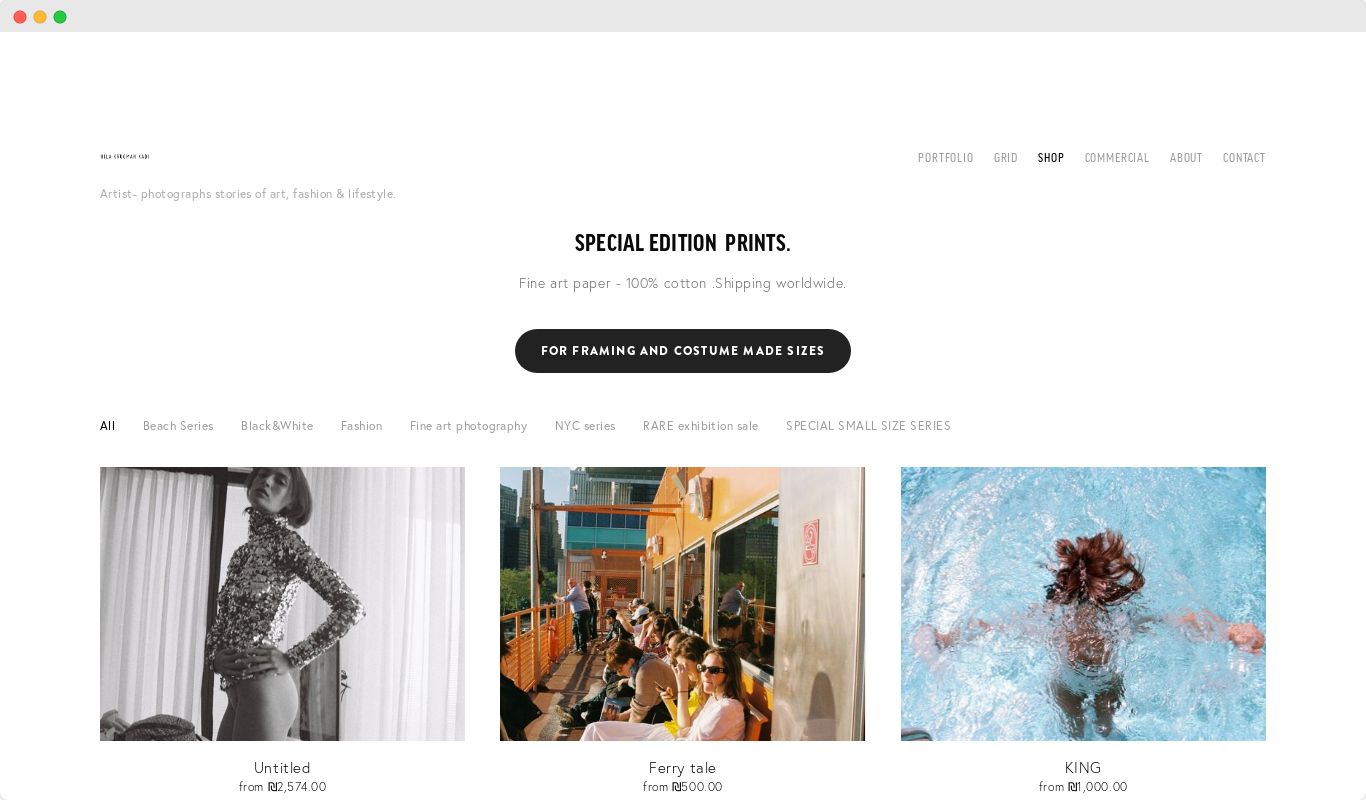 PORTFOLIO GRID SHOP COMMERCIAL ABOUT CONTACT
Artist- photographs stories of art, fashion & lifestyle.
SPECIAL EDITION PRINTS.
Fine art paper - 100% cotton .Shipping worldwide.
FOR FRAMING AND COSTUME MADE SIZES
All Beach Series Black&White Fashion Fine art photography NYC series RARE exhibition sale SPECIAL SMALL SIZE SERIES
Untitled Ferry tale KING
from ₪2,574.00 from ₪500.00 from ₪1,000.00